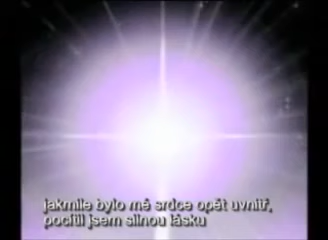 jakmile bylo mé srdce opět uvnitř,
pocítil jsem silnou lásku